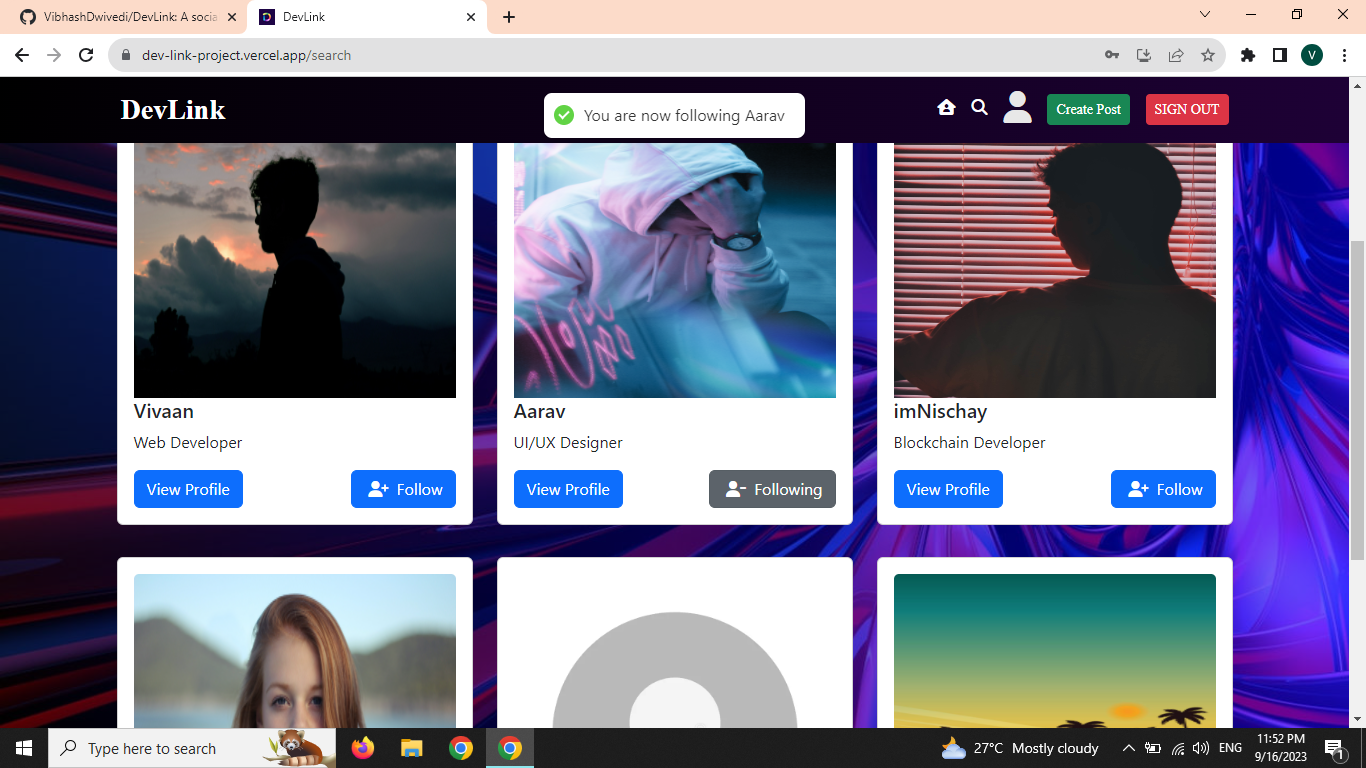 VibhashDwivedi/DevLink: A socia
DevLink
dev-link-project.vercel.app/search
V
DevLink
You are now following Aarav
Create Post
SIGN OUT
Vivaan
Web Developer
View Profile
Follow
Aarav
UI/UX Designer
View Profile
Following
imNischay
Blockchain Developer
View Profile
Follow
Type here to search
27°C Mostly cloudy
ENG
11:52 PM
9/16/2023
1